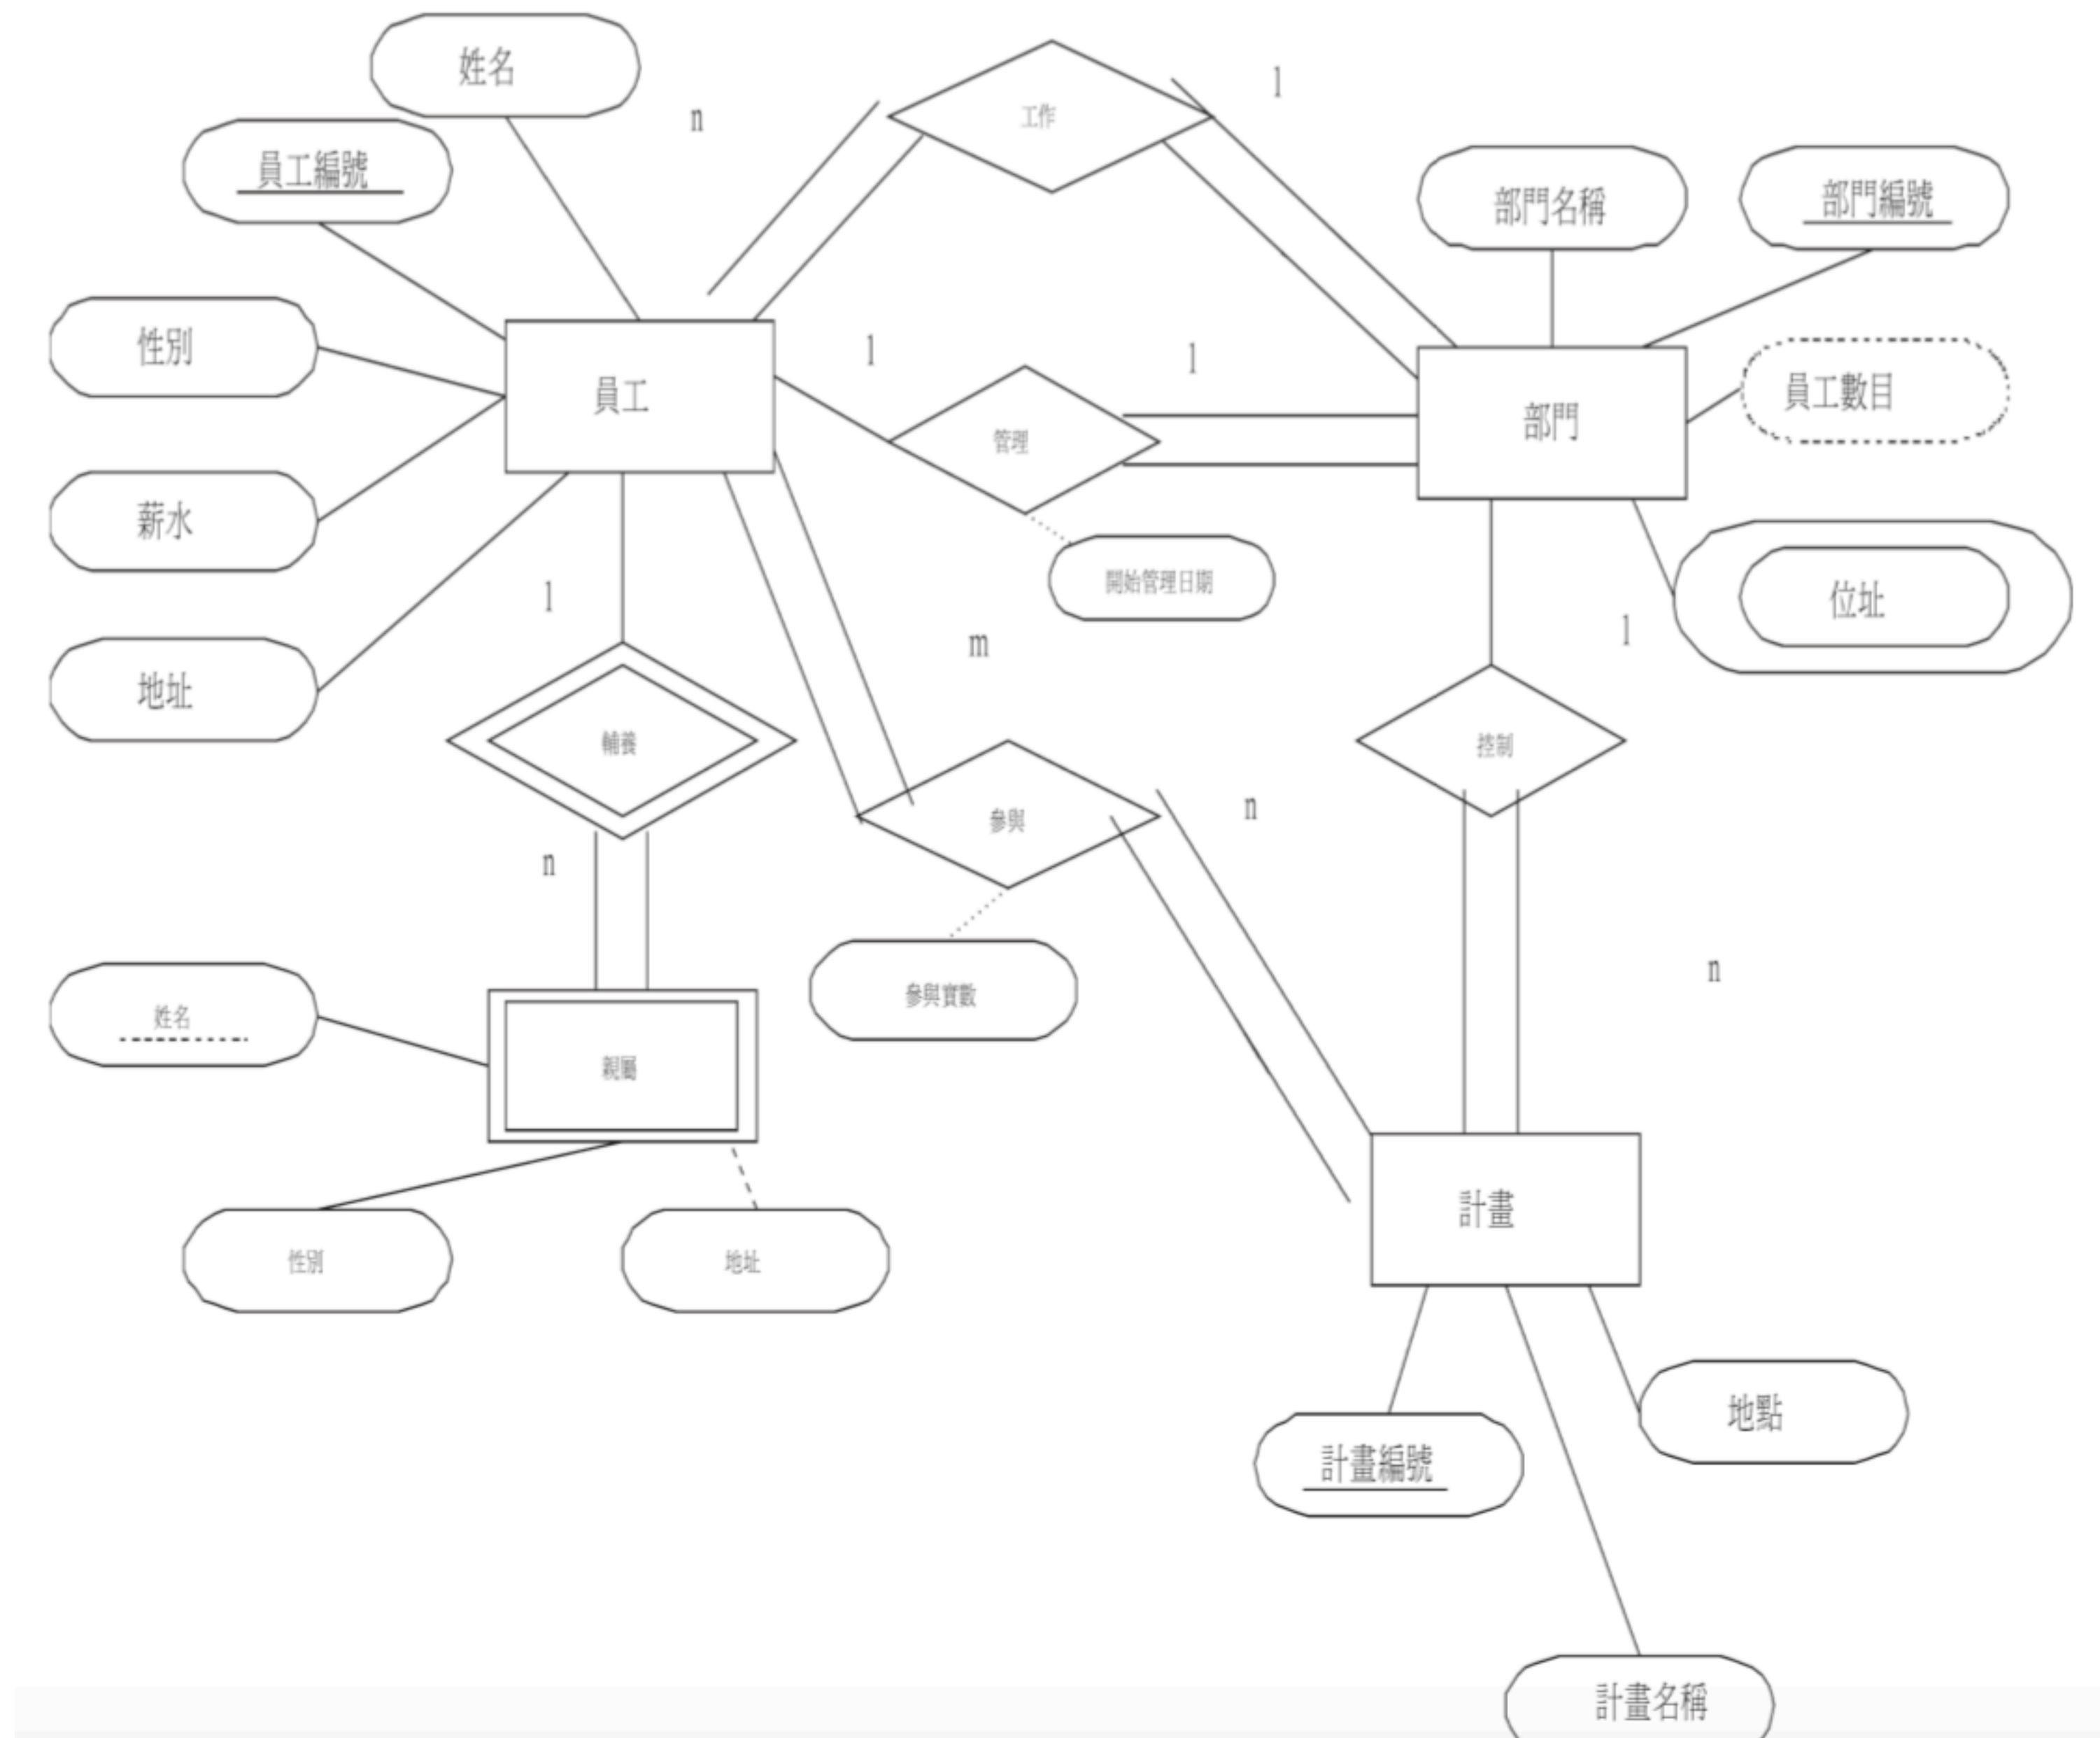 姓名
n
工作
1
員工編號
部門名稱
部門編號
性別
員工
1
管理
1
部門
員工數目
薪水
開始管理日期
位址
1
m
1
地址
輔養
參與
控制
n
n
n
姓名
參與實數
親屬
性別
地址
計畫
計畫編號
地點
計畫名稱